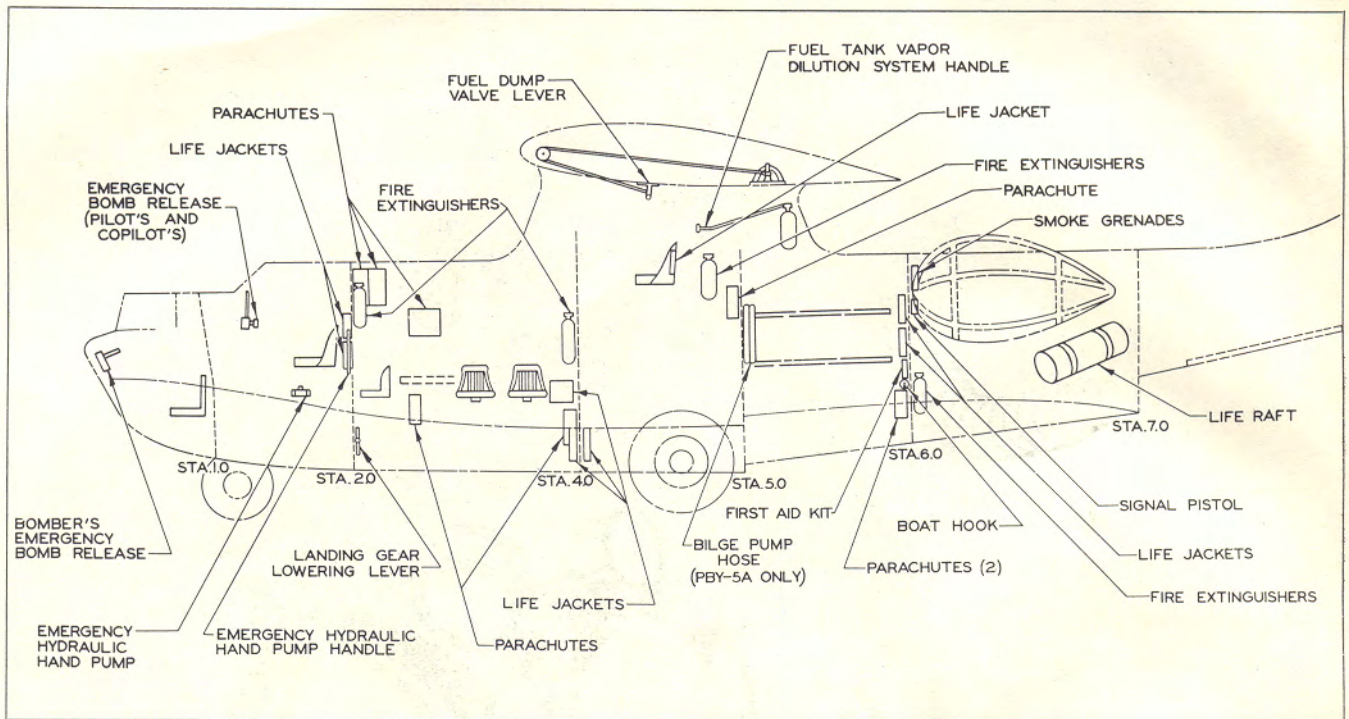 FUEL TANK VAPOR
DILUTION SYSTEM HANDLE
FUEL DUMP
VALVE LEVER
PARACHUTES
LIFE JACKET
LIFE JACKETS
FIRE EXTINGUISHERS
EMERGENCY
BOMB RELEASE
(PILOT'S AND
COPILOT'S)
FIRE
EXTINGUISHERS
PARACHUTE
SMOKE GRENADES
STA.1.0
STA.2.0
STA.4.0
STA.5.0
STA.6.0
STA.7.0
LIFE RAFT
BOMBER'S
EMERGENCY
BOMB RELEASE
LANDING GEAR
LOWERING LEVER
BILGE PUMP
HOSE
(PBY-5A ONLY)
FIRST AID KIT
BOAT HOOK
SIGNAL PISTOL
PARACHUTES (2)
LIFE JACKETS
FIRE EXTINGUISHERS
LIFE JACKETS
EMERGENCY
HYDRAULIC
HAND PUMP
EMERGENCY HYDRAULIC
HAND PUMP HANDLE
PARACHUTES